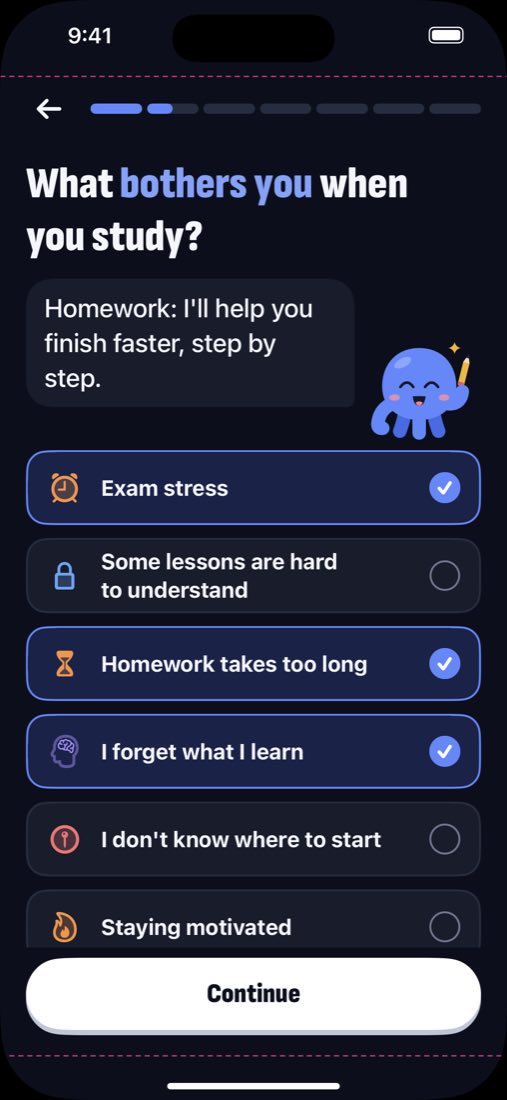 9:41
What bothers you when
you study?
Homework: I'll help you
finish faster, step by
step.
Exam stress
Some lessons are hard
to understand
Homework takes too long
I forget what I learn
I don't know where to start
Staying motivated
Continue